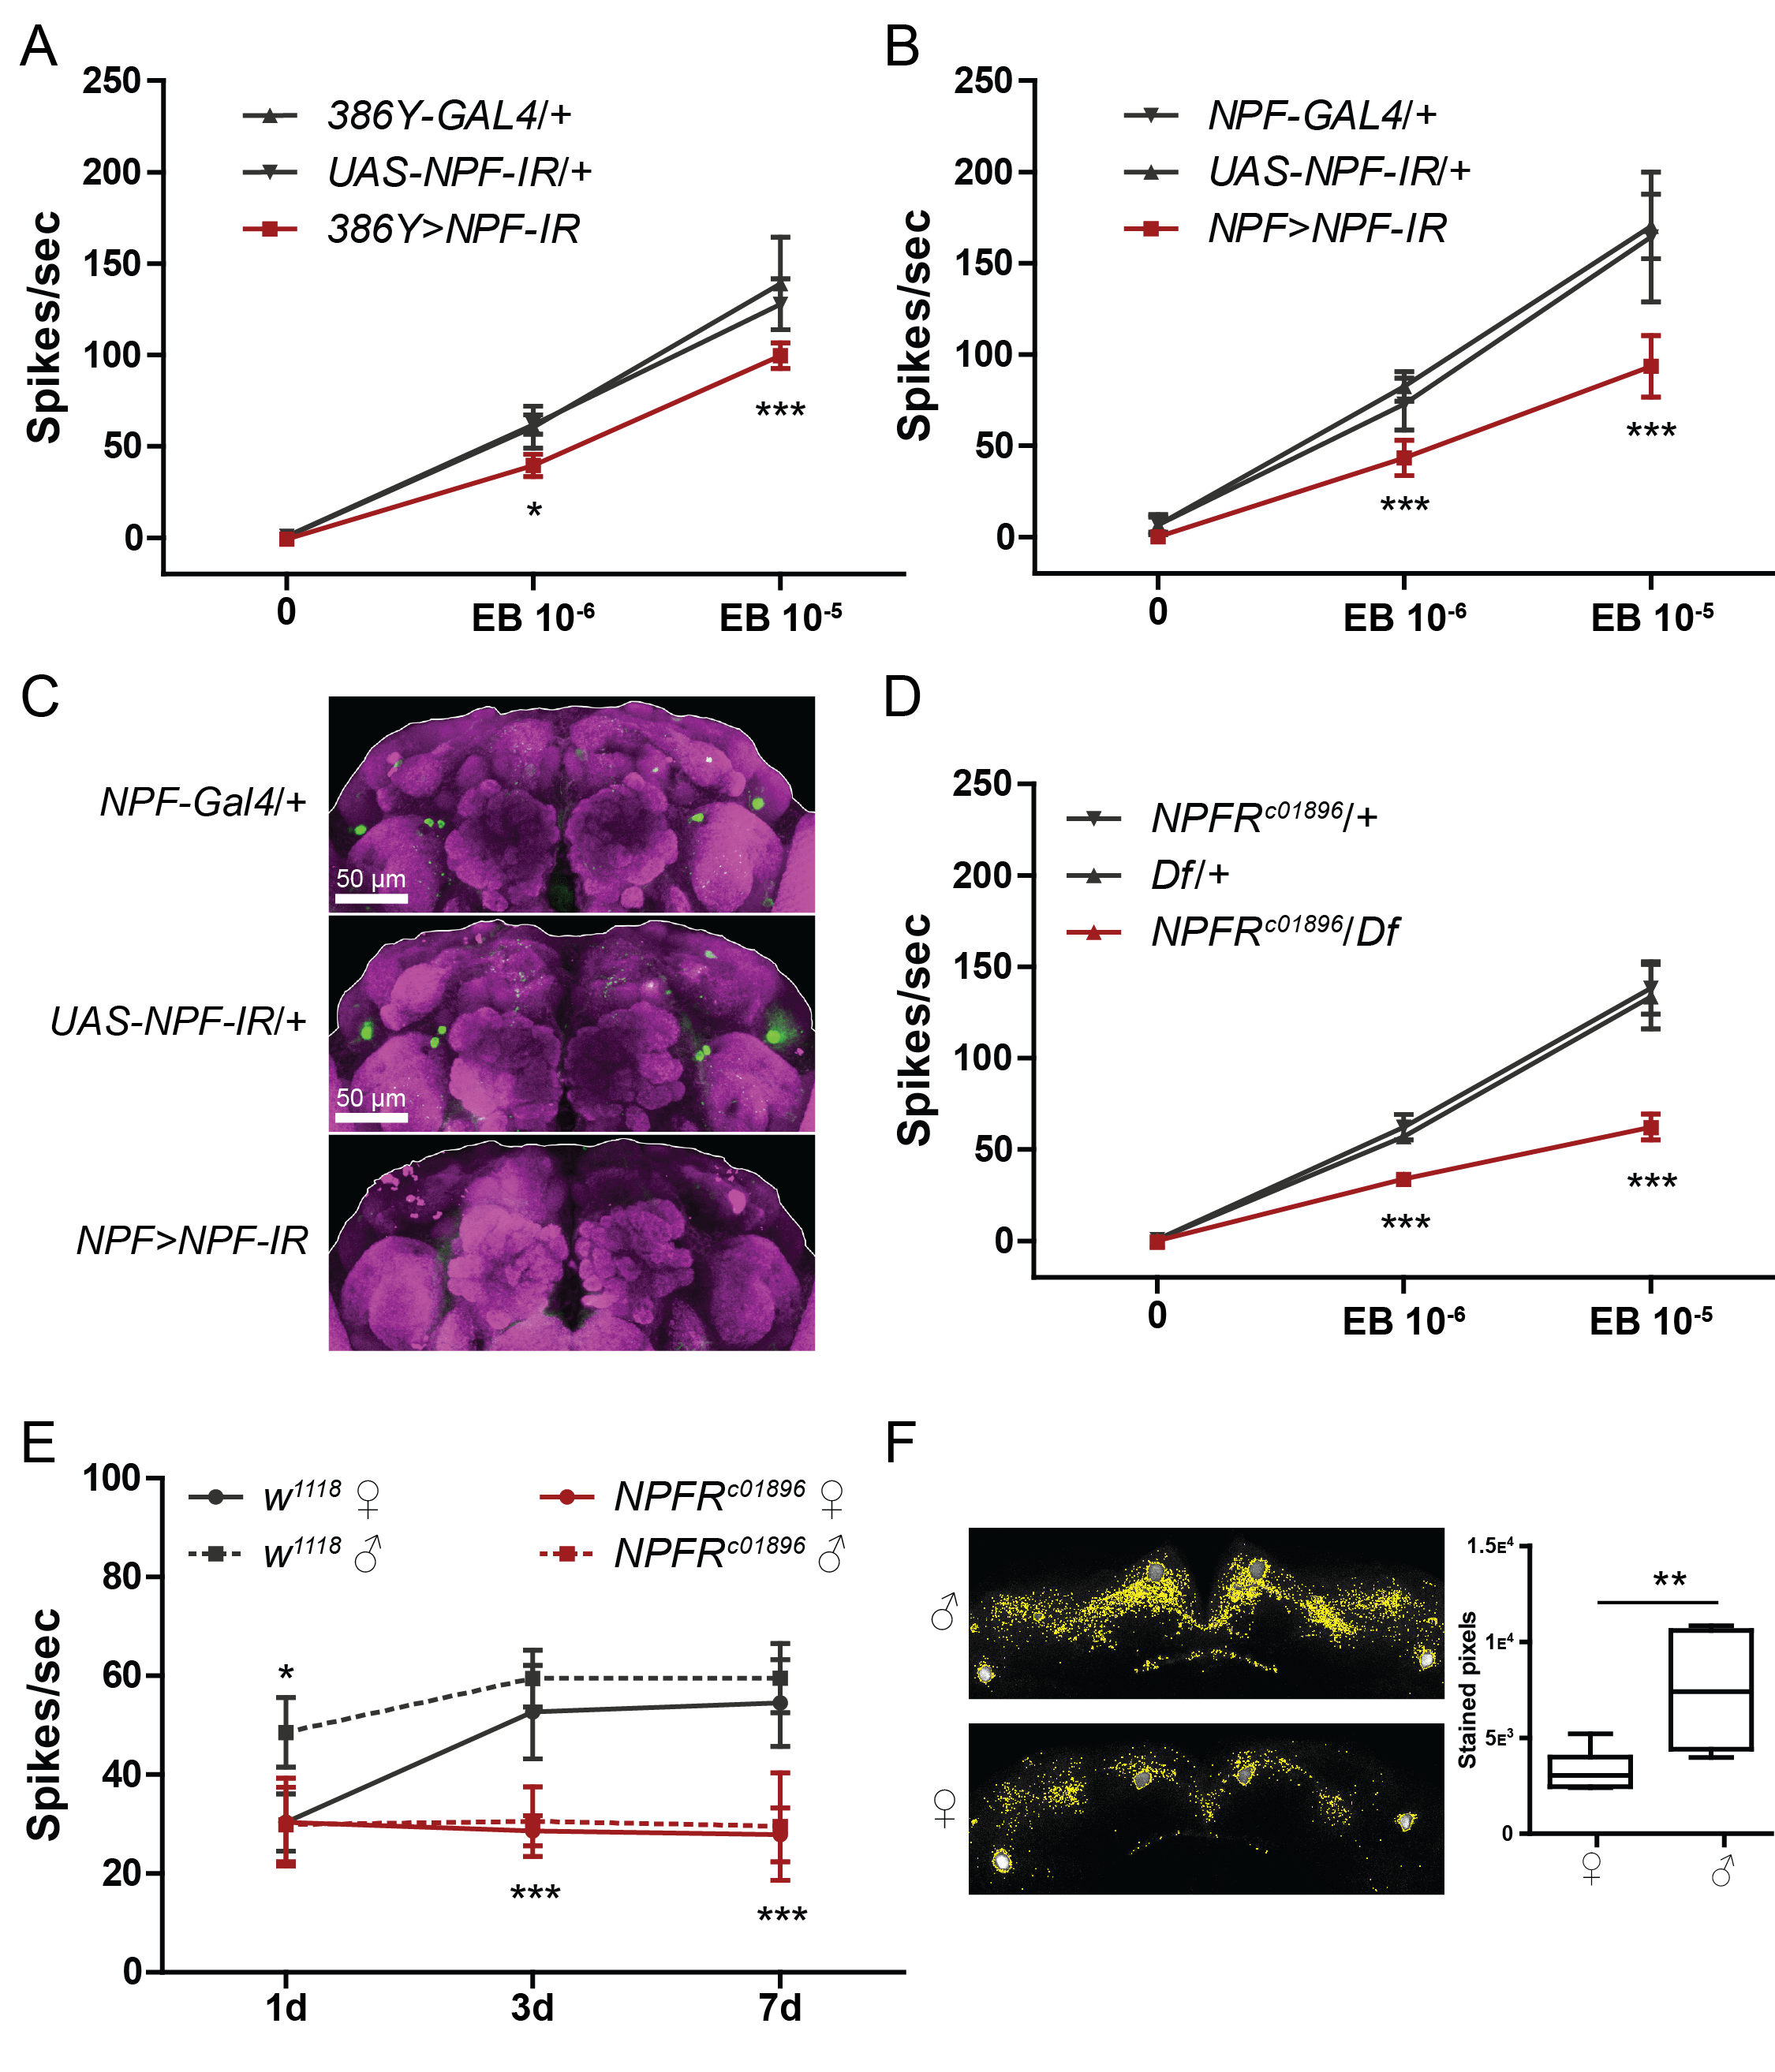 A
250
200
150
100
50
0
Spikes/sec
386Y-GAL4/+
UAS-NPF-IR/+
386Y>NPF-IR
*
***
0 EB 10-6 EB 10-5
B
250
200
150
100
50
0
Spikes/sec
NPF-GAL4/+
UAS-NPF-IR/+
NPF>NPF-IR
***
***
0 EB 10-6 EB 10-5
C
NPF-Gal4/+
50 µm
UAS-NPF-IR/+
50 µm
NPF>NPF-IR
D
250
200
150
100
50
0
Spikes/sec
NPFRc01896/+
Df/+
NPFRc01896/Df
***
***
0 EB 10-6 EB 10-5
E
100
80
60
40
20
0
Spikes/sec
w1118 ♀
w1118 ♂
NPFRc01896 ♀
NPFRc01896 ♂
*
***
***
1d 3d 7d
F
♂
♀
1.5E4
1E4
5E3
0
Stained pixels
**
♀ ♂